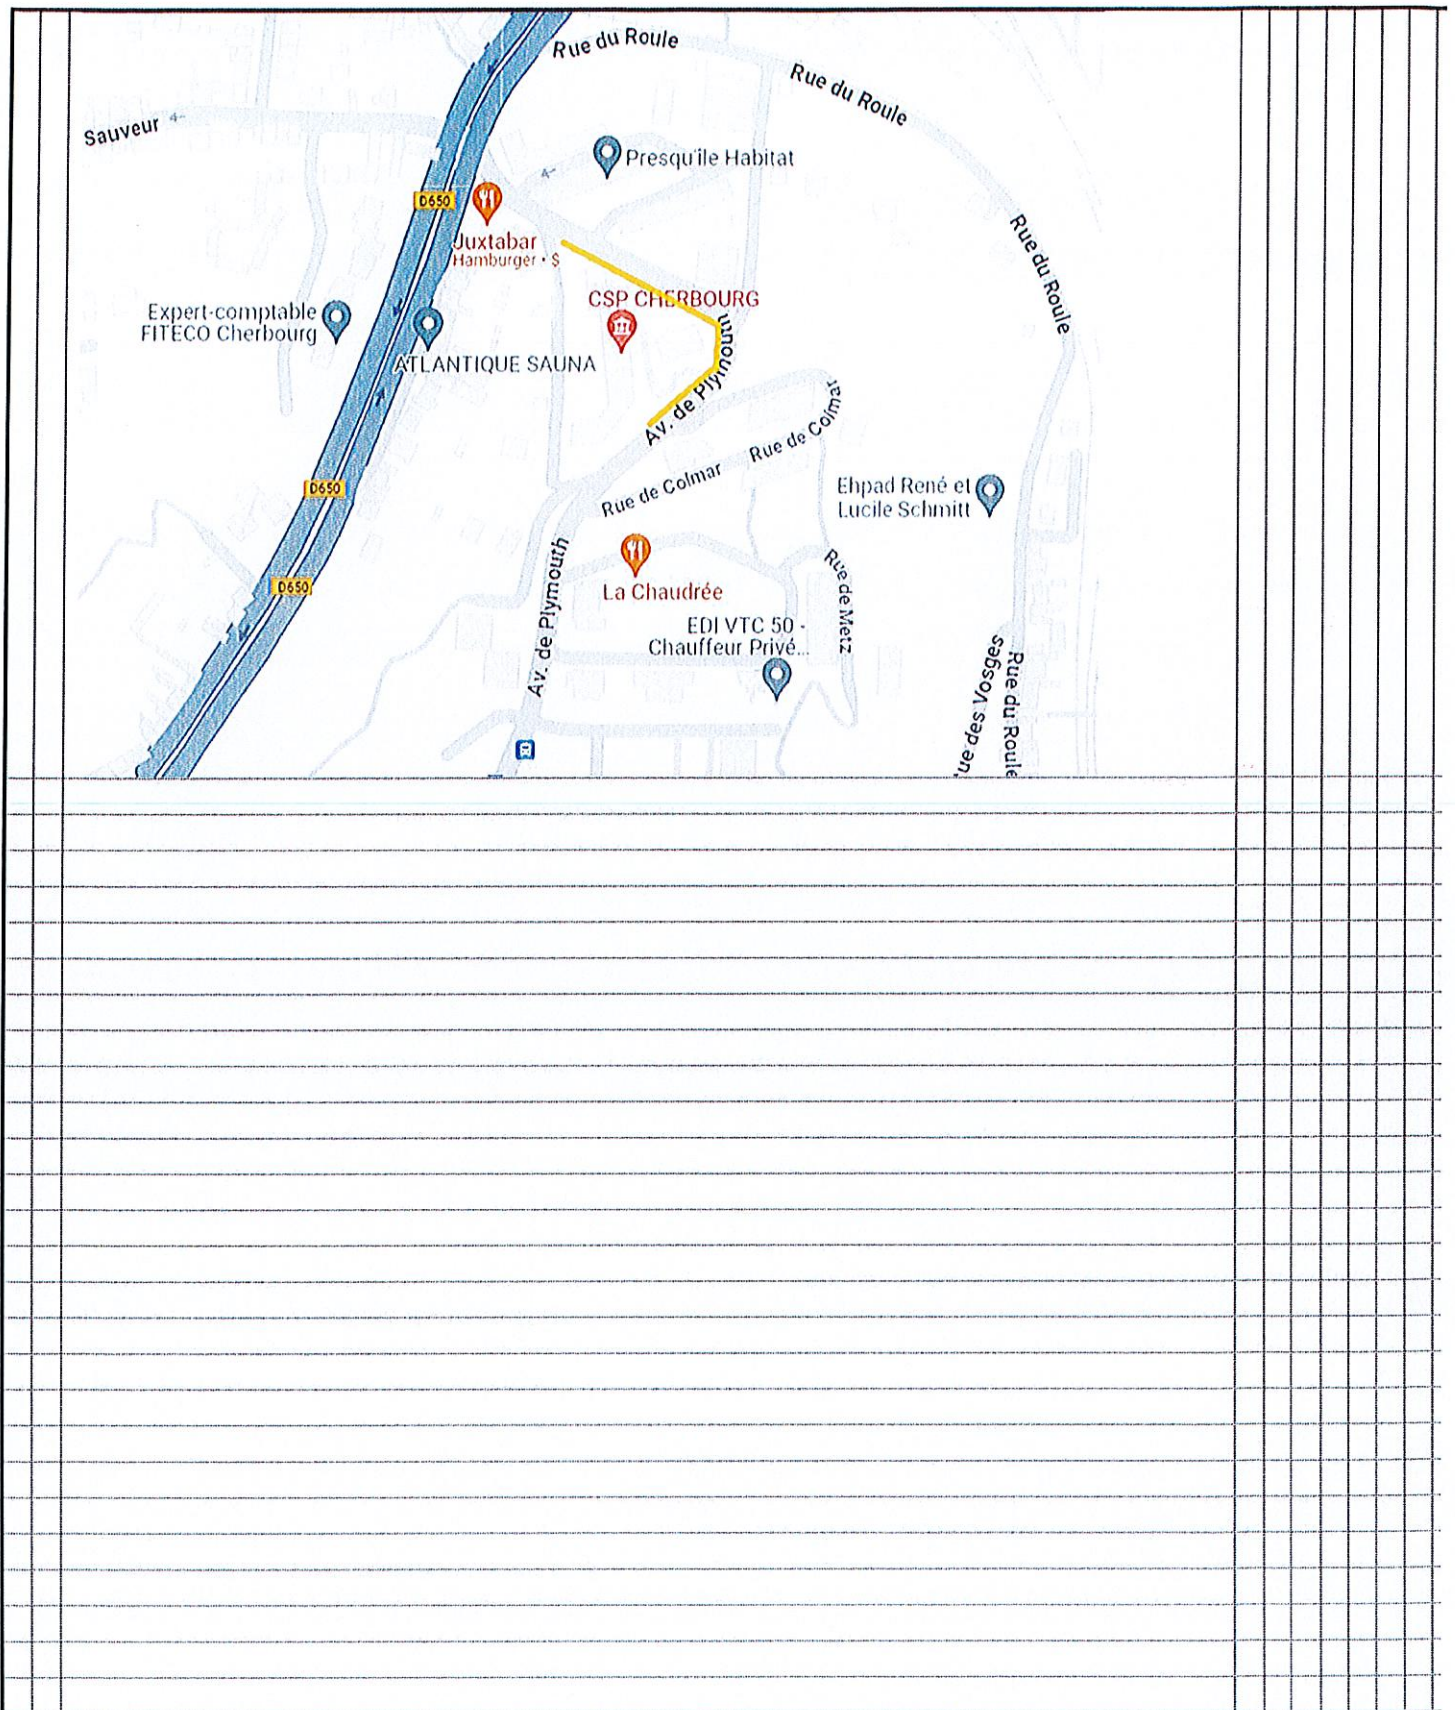 Rue du Roule
Rue du Roule
Sauveur
Presqu'île Habitat
D650
Juxtabar
Hamburger · $
Rue du Roule
CSP CHERBOURG
Expert-comptable
FITECO Cherbourg
ATLANTIQUE SAUNA
Av. de Plymouth
Rue de Colmar
Rue de Colmar
D650
Ehpad René et
Lucile Schmitt
Av. de Plymouth
La Chaudrée
D650
Rue de Metz
EDI VTC 50 -
Chauffeur Privé...
ue des Vosges
Rue du Roule